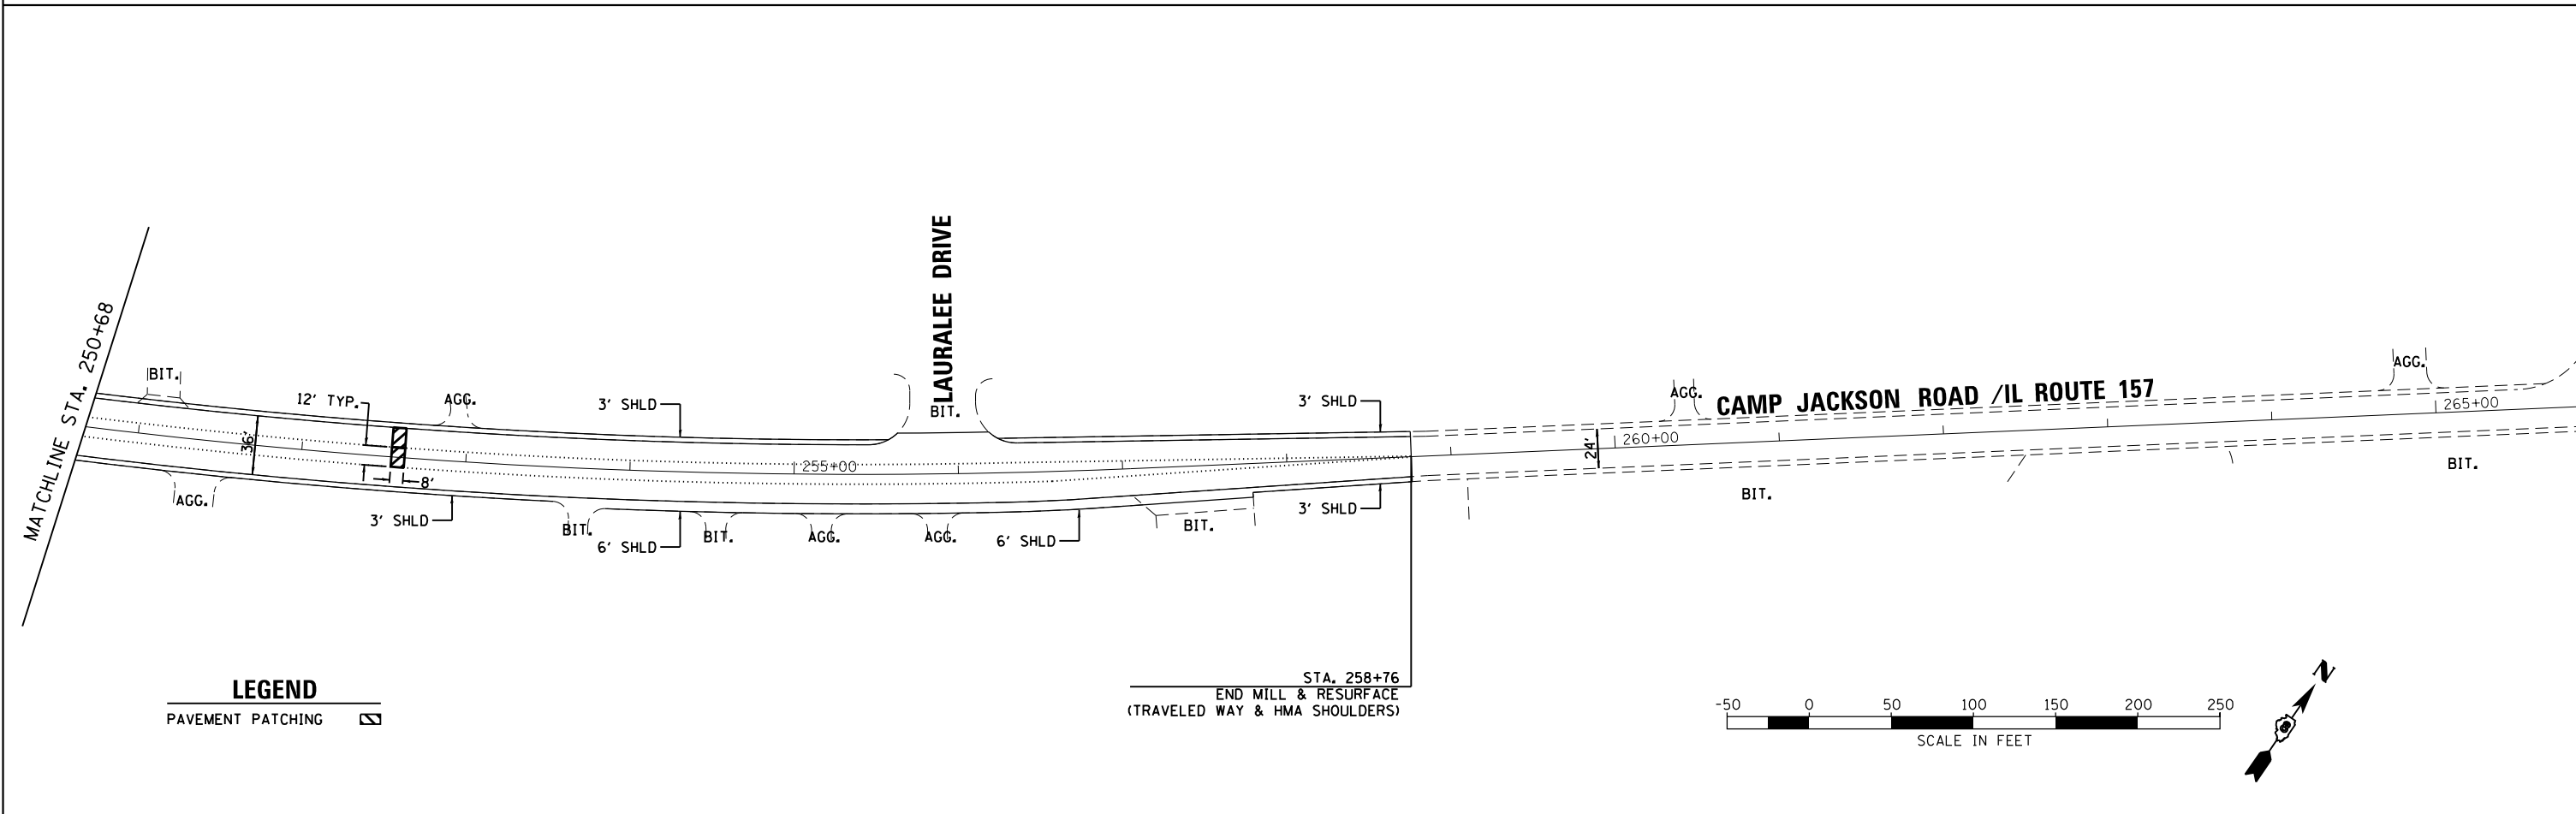 LAURALEE DRIVE
MATCHLINE STA. 250+68
BIT.
12' TYP.
AGG.
3' SHLD
BIT.
3' SHLD
AGG.
CAMP JACKSON ROAD /IL ROUTE 157
AGG.
265+00
36'
255+00
260+00
24'
8'
AGG.
3' SHLD
BIT.
6' SHLD
BIT.
AGG.
AGG.
6' SHLD
BIT.
3' SHLD
BIT.
BIT.
LEGEND
PAVEMENT PATCHING
STA. 258+76
END MILL & RESURFACE
(TRAVELED WAY & HMA SHOULDERS)
-50 0 50 100 150 200 250
SCALE IN FEET
N